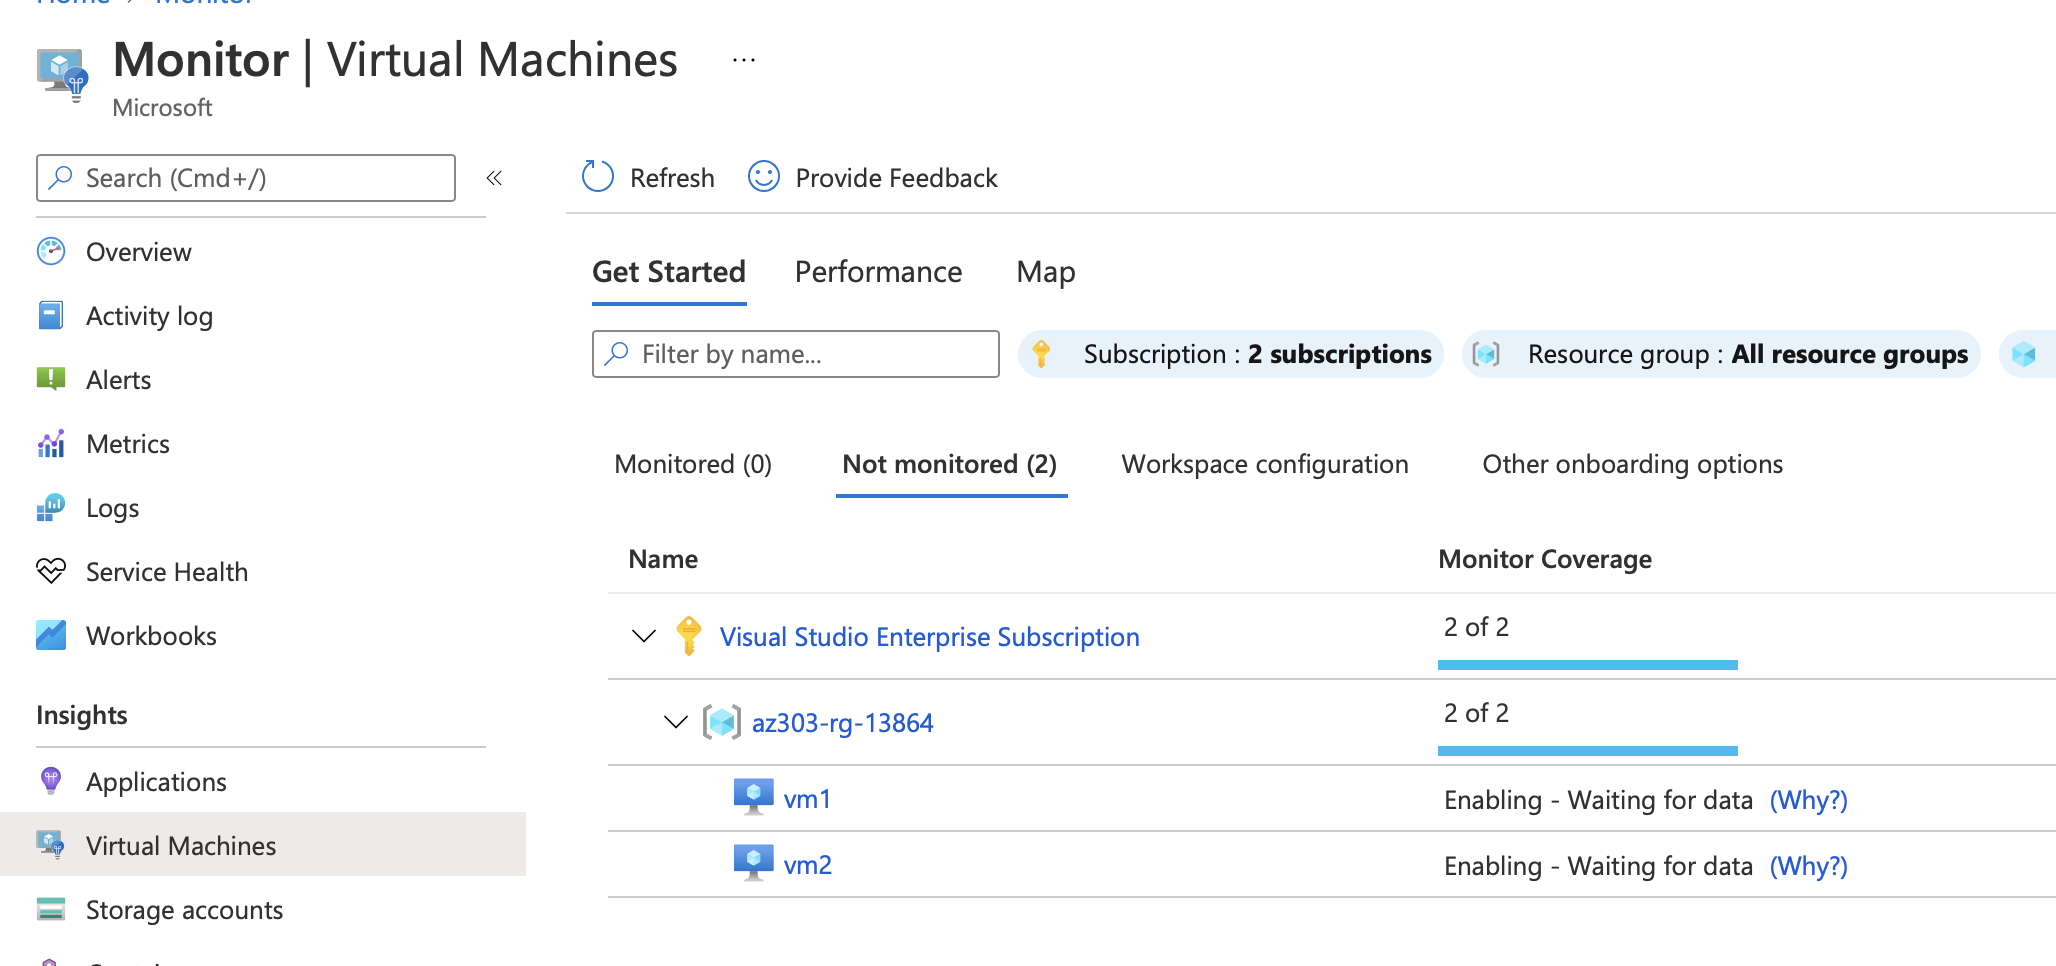 Home > Monitor
Monitor | Virtual Machines ...
Microsoft
Search (Cmd+/) «
Refresh Provide Feedback
Overview
Activity log
Alerts
Metrics
Logs
Service Health
Workbooks
Insights
Applications
Virtual Machines
Storage accounts
Get Started Performance Map
Filter by name... Subscription : 2 subscriptions Resource group : All resource groups
Monitored (0) Not monitored (2) Workspace configuration Other onboarding options
Name Monitor Coverage
Visual Studio Enterprise Subscription 2 of 2
az303-rg-13864 2 of 2
vm1 Enabling - Waiting for data (Why?)
vm2 Enabling - Waiting for data (Why?)